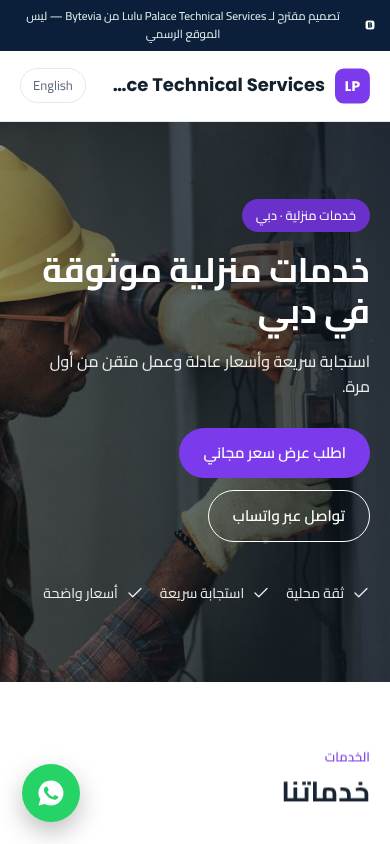 تصميم مقترح لـ Lulu Palace Technical Services من Bytevia — ليس
الموقع الرسمي
B
LP
...ce Technical Services
English
خدمات منزلية · دبي
خدمات منزلية موثوقة
في دبي
استجابة سريعة وأسعار عادلة وعمل متقن من أول
مرة.
اطلب عرض سعر مجاني
تواصل عبر واتساب
ثقة محلية
استجابة سريعة
أسعار واضحة
الخدمات
خدماتنا